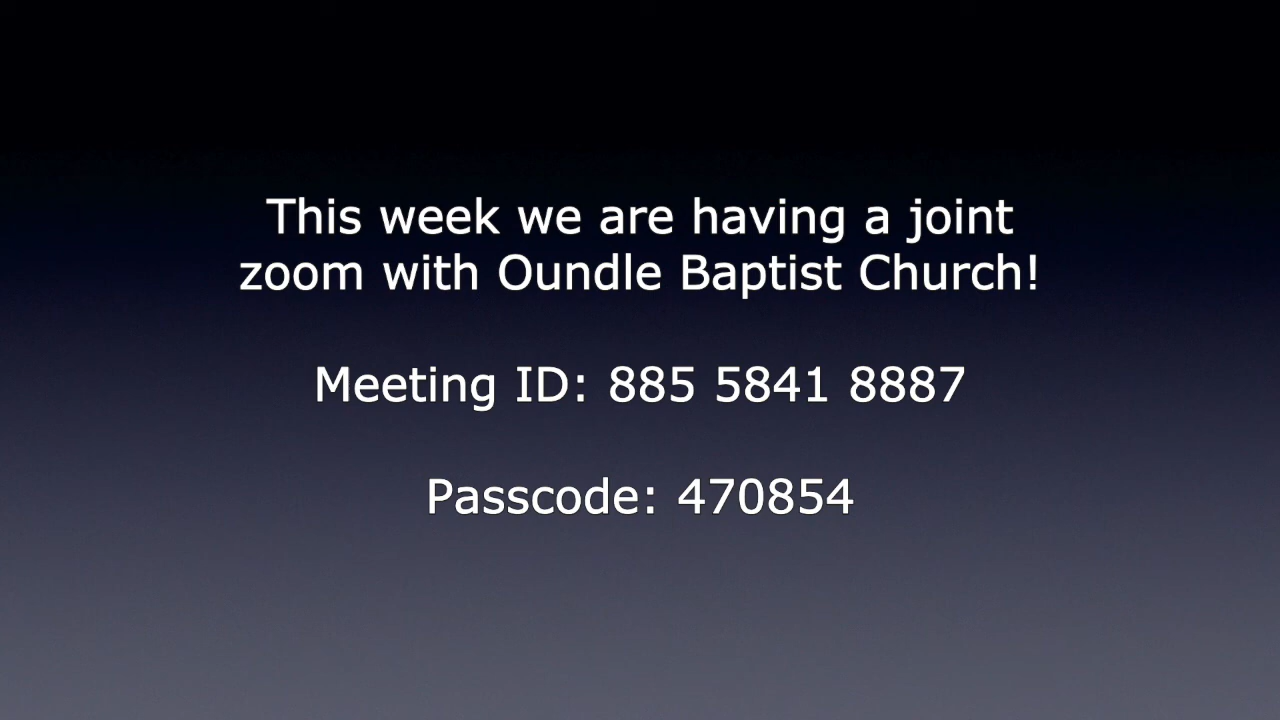 This week we are having a joint
zoom with Oundle Baptist Church!
Meeting ID: 885 5841 8887
Passcode: 470854